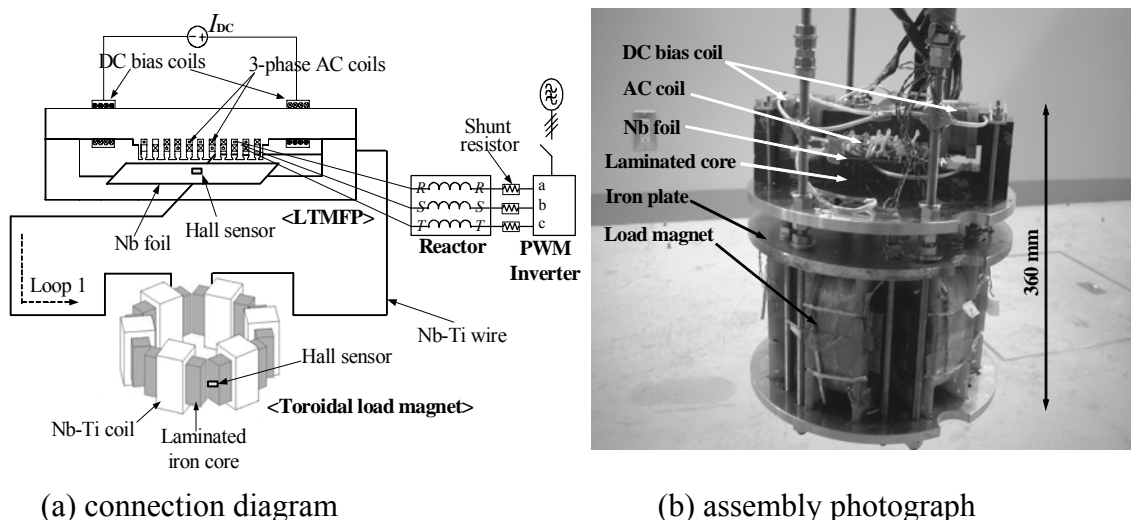 I DC
DC bias coils
3-phase AC coils
Shunt
resistor
R
R
a
S
S
b
T
T
c
Hall sensor
<LTMFP>
Nb foil
Reactor
PWM
Inverter
Loop 1
Nb-Ti wire
Hall sensor
<Toroidal load magnet>
Nb-Ti coil
Laminated
iron core
(a) connection diagram
DC bias coil
AC coil
Nb foil
Laminated core
Iron plate
Load magnet
360 mm
(b) assembly photograph